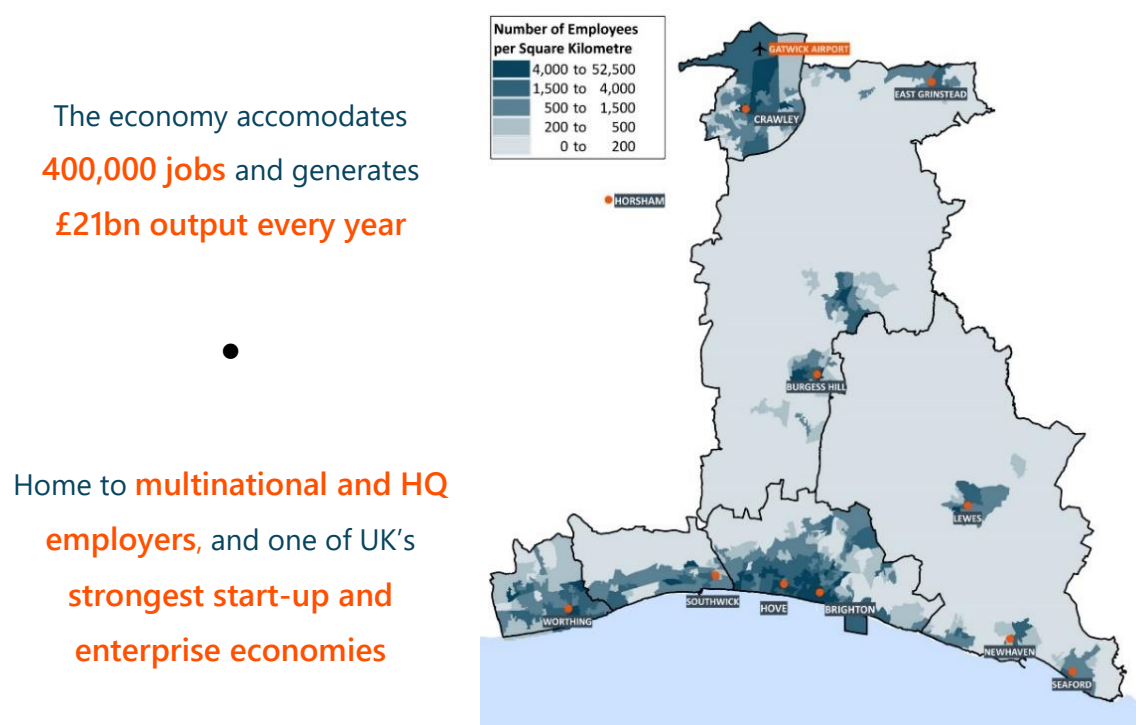 The economy accomodates
400,000 jobs and generates
£21bn output every year
Home to multinational and HQ
employers, and one of UK’s
strongest start-up and
enterprise economies
Number of Employees
per Square Kilometre
4,000 to 52,500
1,500 to 4,000
500 to 1,500
200 to 500
0 to 200
GATWICK AIRPORT
EAST GRINSTEAD
CRAWLEY
HORSHAM
BURGESS HILL
LEWES
SOUTHWICK
HOVE
BRIGHTON
WORTHING
NEWHAVEN
SEAFORD